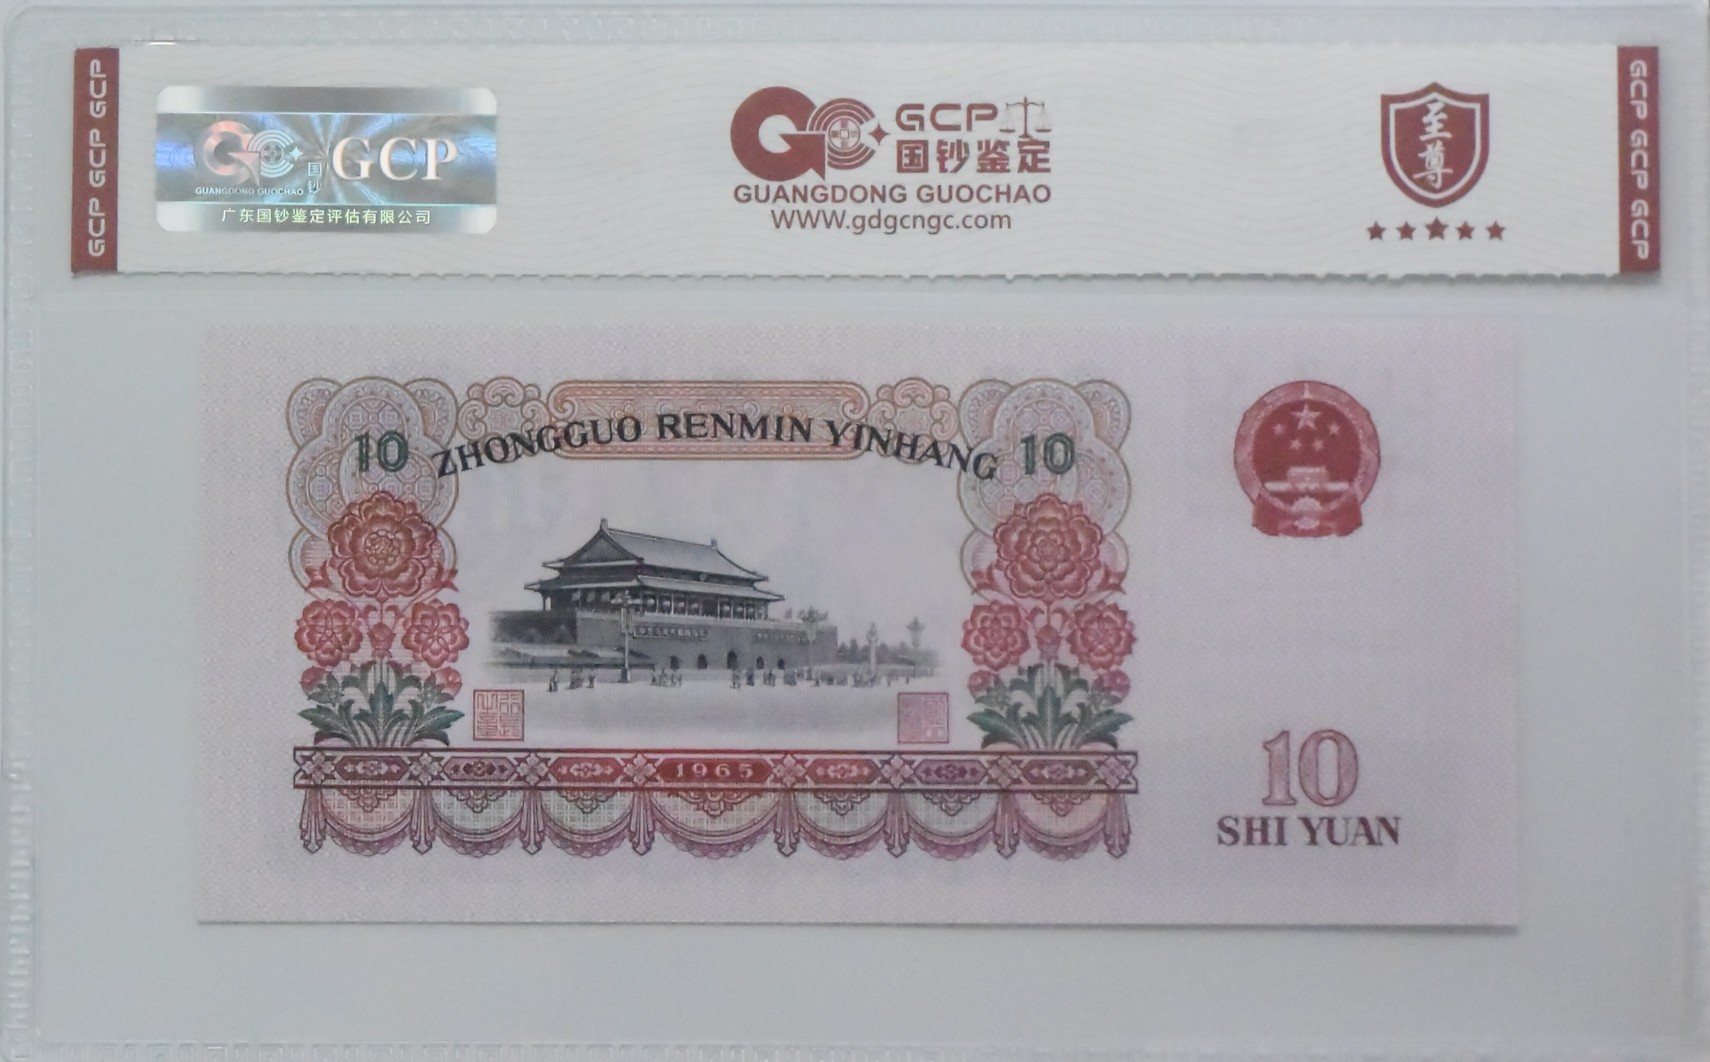 GCP GCP GCP
国钞
GCP
GUANGDONG GUOCHAO
广东国钞鉴定评估有限公司
GCP
国钞鉴定
GUANGDONG GUOCHAO
WWW.gdgcngc.com
至尊
GCP GCP GCP
10 ZHONGGUO RENMIN YINHANG 10
1965
10
SHI YUAN